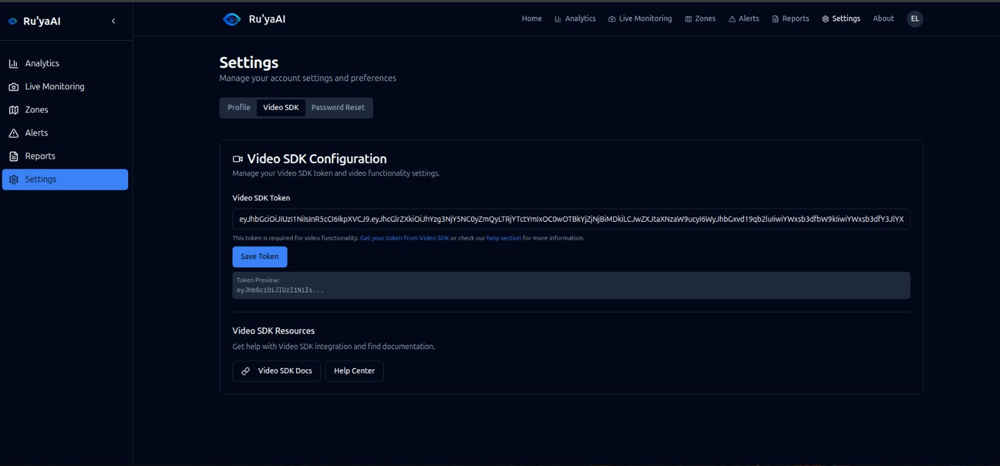 Ru'yaAI
Analytics
Live Monitoring
Zones
Alerts
Reports
Settings
Ru'yaAI
Home Analytics Live Monitoring Zones Alerts Reports Settings About EL
Settings
Manage your account settings and preferences
Profile Video SDK Password Reset
Video SDK Configuration
Manage your Video SDK token and video functionality settings.
Video SDK Token
This token is required for video functionality. Get your token from Video SDK or check our help section for more information.
Save Token
Token Preview:
eyJhbGciOiJIUzI1NiIs...
Video SDK Resources
Get help with Video SDK integration and find documentation.
Video SDK Docs Help Center